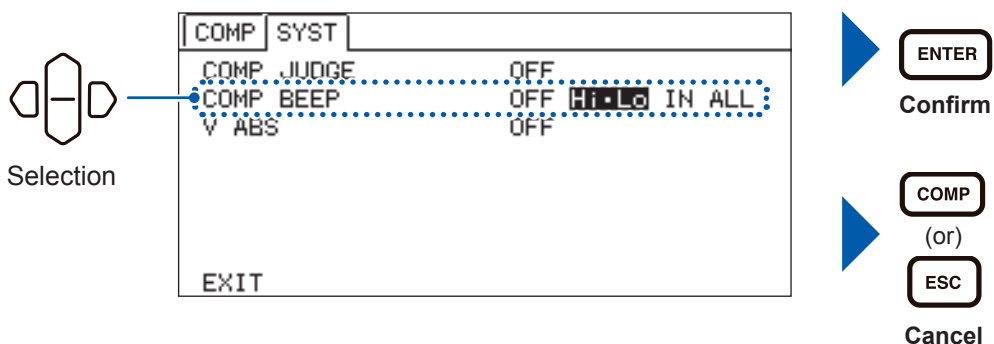 COMP SYST
COMP JUDGE OFF
COMP BEEP OFF Hi•Lo IN ALL
V ABS OFF
EXIT
Selection
ENTER
Confirm
COMP
(or)
ESC
Cancel